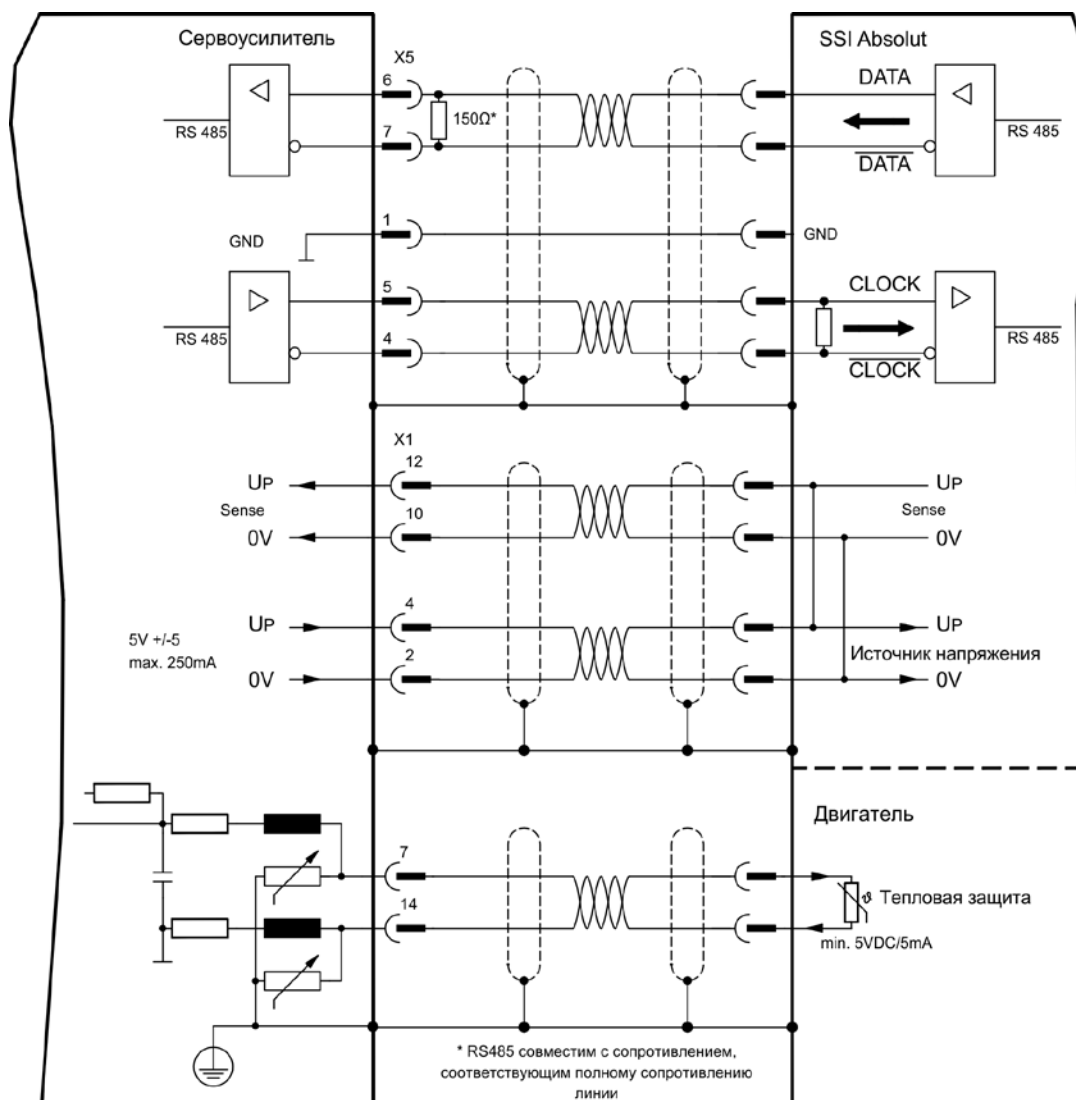 Сервоусилитель
X5
SSI Absolut
6
DATA
RS 485
150Ω*
RS 485
7
DATA
1
GND
GND
5
CLOCK
RS 485
4
RS 485
CLOCK
X1
12
UP
UP
Sense
Sense
10
0V
0V
4
UP
UP
5V +/-5
max. 250mA
Источник напряжения
2
0V
0V
Двигатель
7
ϑ Тепловая защита
14
min. 5VDC/5mA
* RS485 совместим с сопротивлением,
соответствующим полному сопротивлению
линии